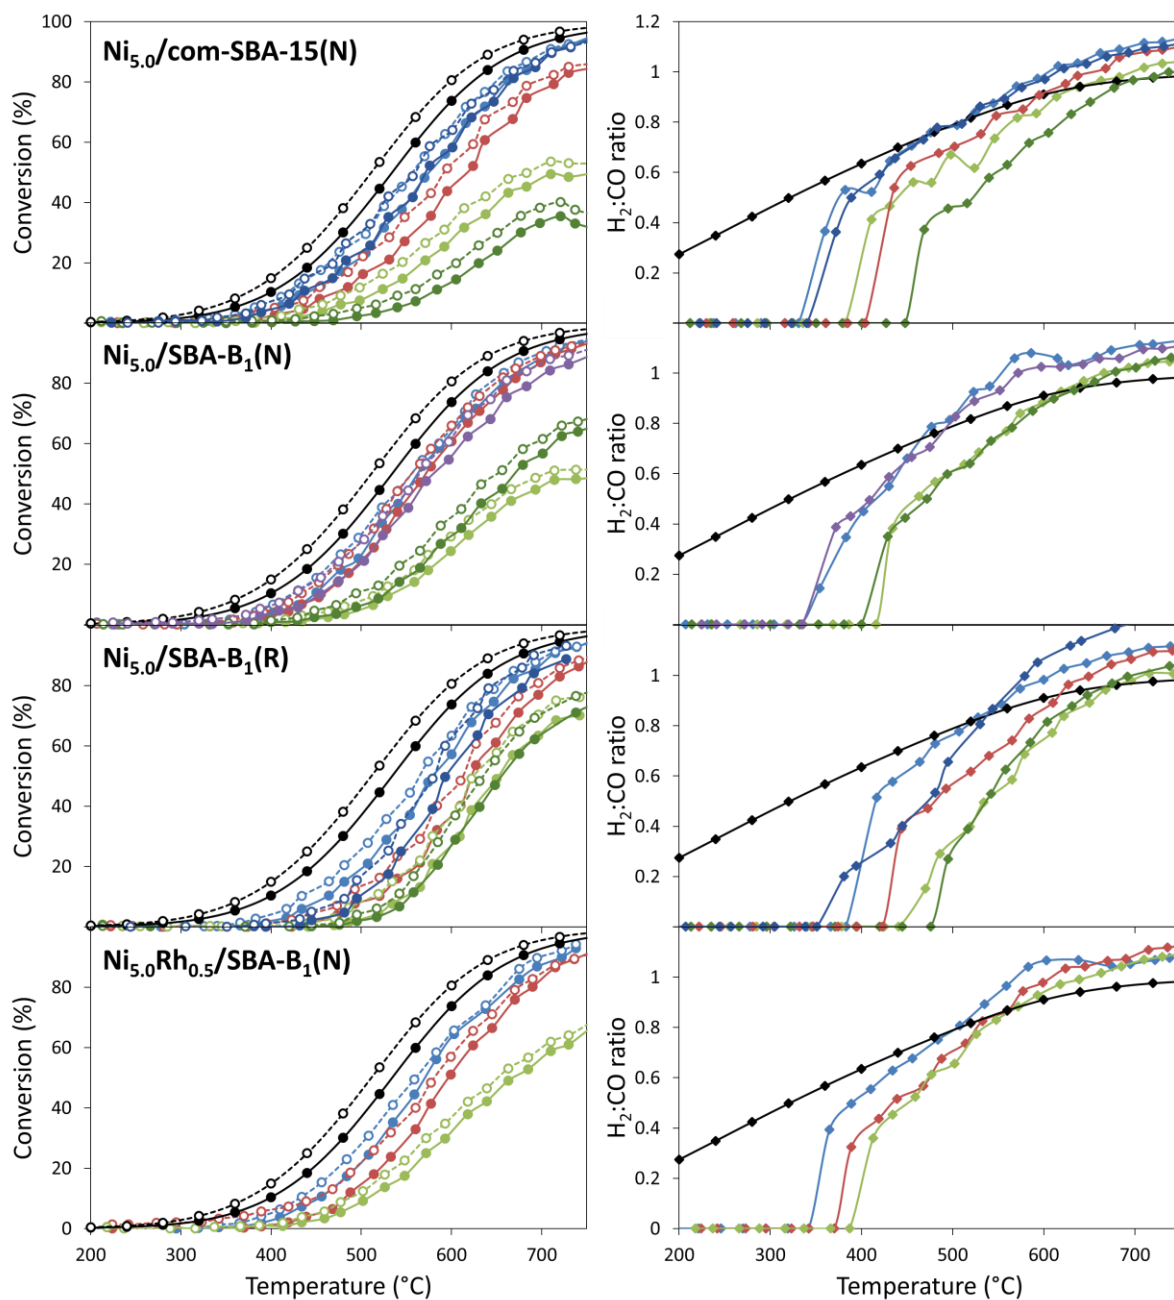 100
80
60
40
20
Conversion (%)
Ni5.0/com-SBA-15(N)
1.2
1
0.8
0.6
0.4
0.2
H2:CO ratio
80
60
40
20
Conversion (%)
Ni5.0/SBA-B1(N)
1
0.8
0.6
0.4
0.2
H2:CO ratio
80
60
40
20
Conversion (%)
Ni5.0/SBA-B1(R)
1
0.8
0.6
0.4
0.2
H2:CO ratio
80
60
40
20
0
Conversion (%)
Ni5.0Rh0.5/SBA-B1(N)
1
0.8
0.6
0.4
0.2
0
H2:CO ratio
200 300 400 500 600 700
Temperature (°C)
200 300 400 500 600 700
Temperature (°C)